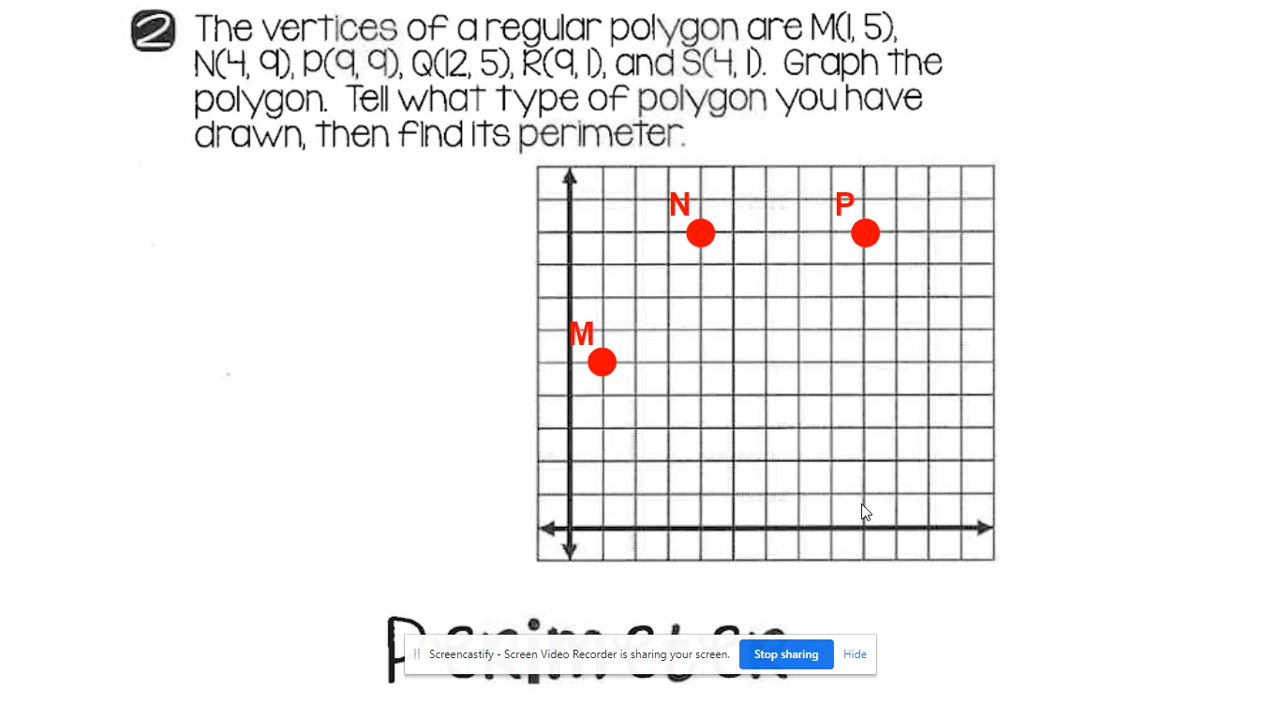 2 The vertices of a regular polygon are M(1, 5),
N(4, 9), P(9, 9), Q(12, 5), R(9, 1), and S(4, 1). Graph the
polygon. Tell what type of polygon you have
drawn, then find its perimeter.
N
P
M
Perimeter
Screencastify - Screen Video Recorder is sharing your screen. Stop sharing Hide